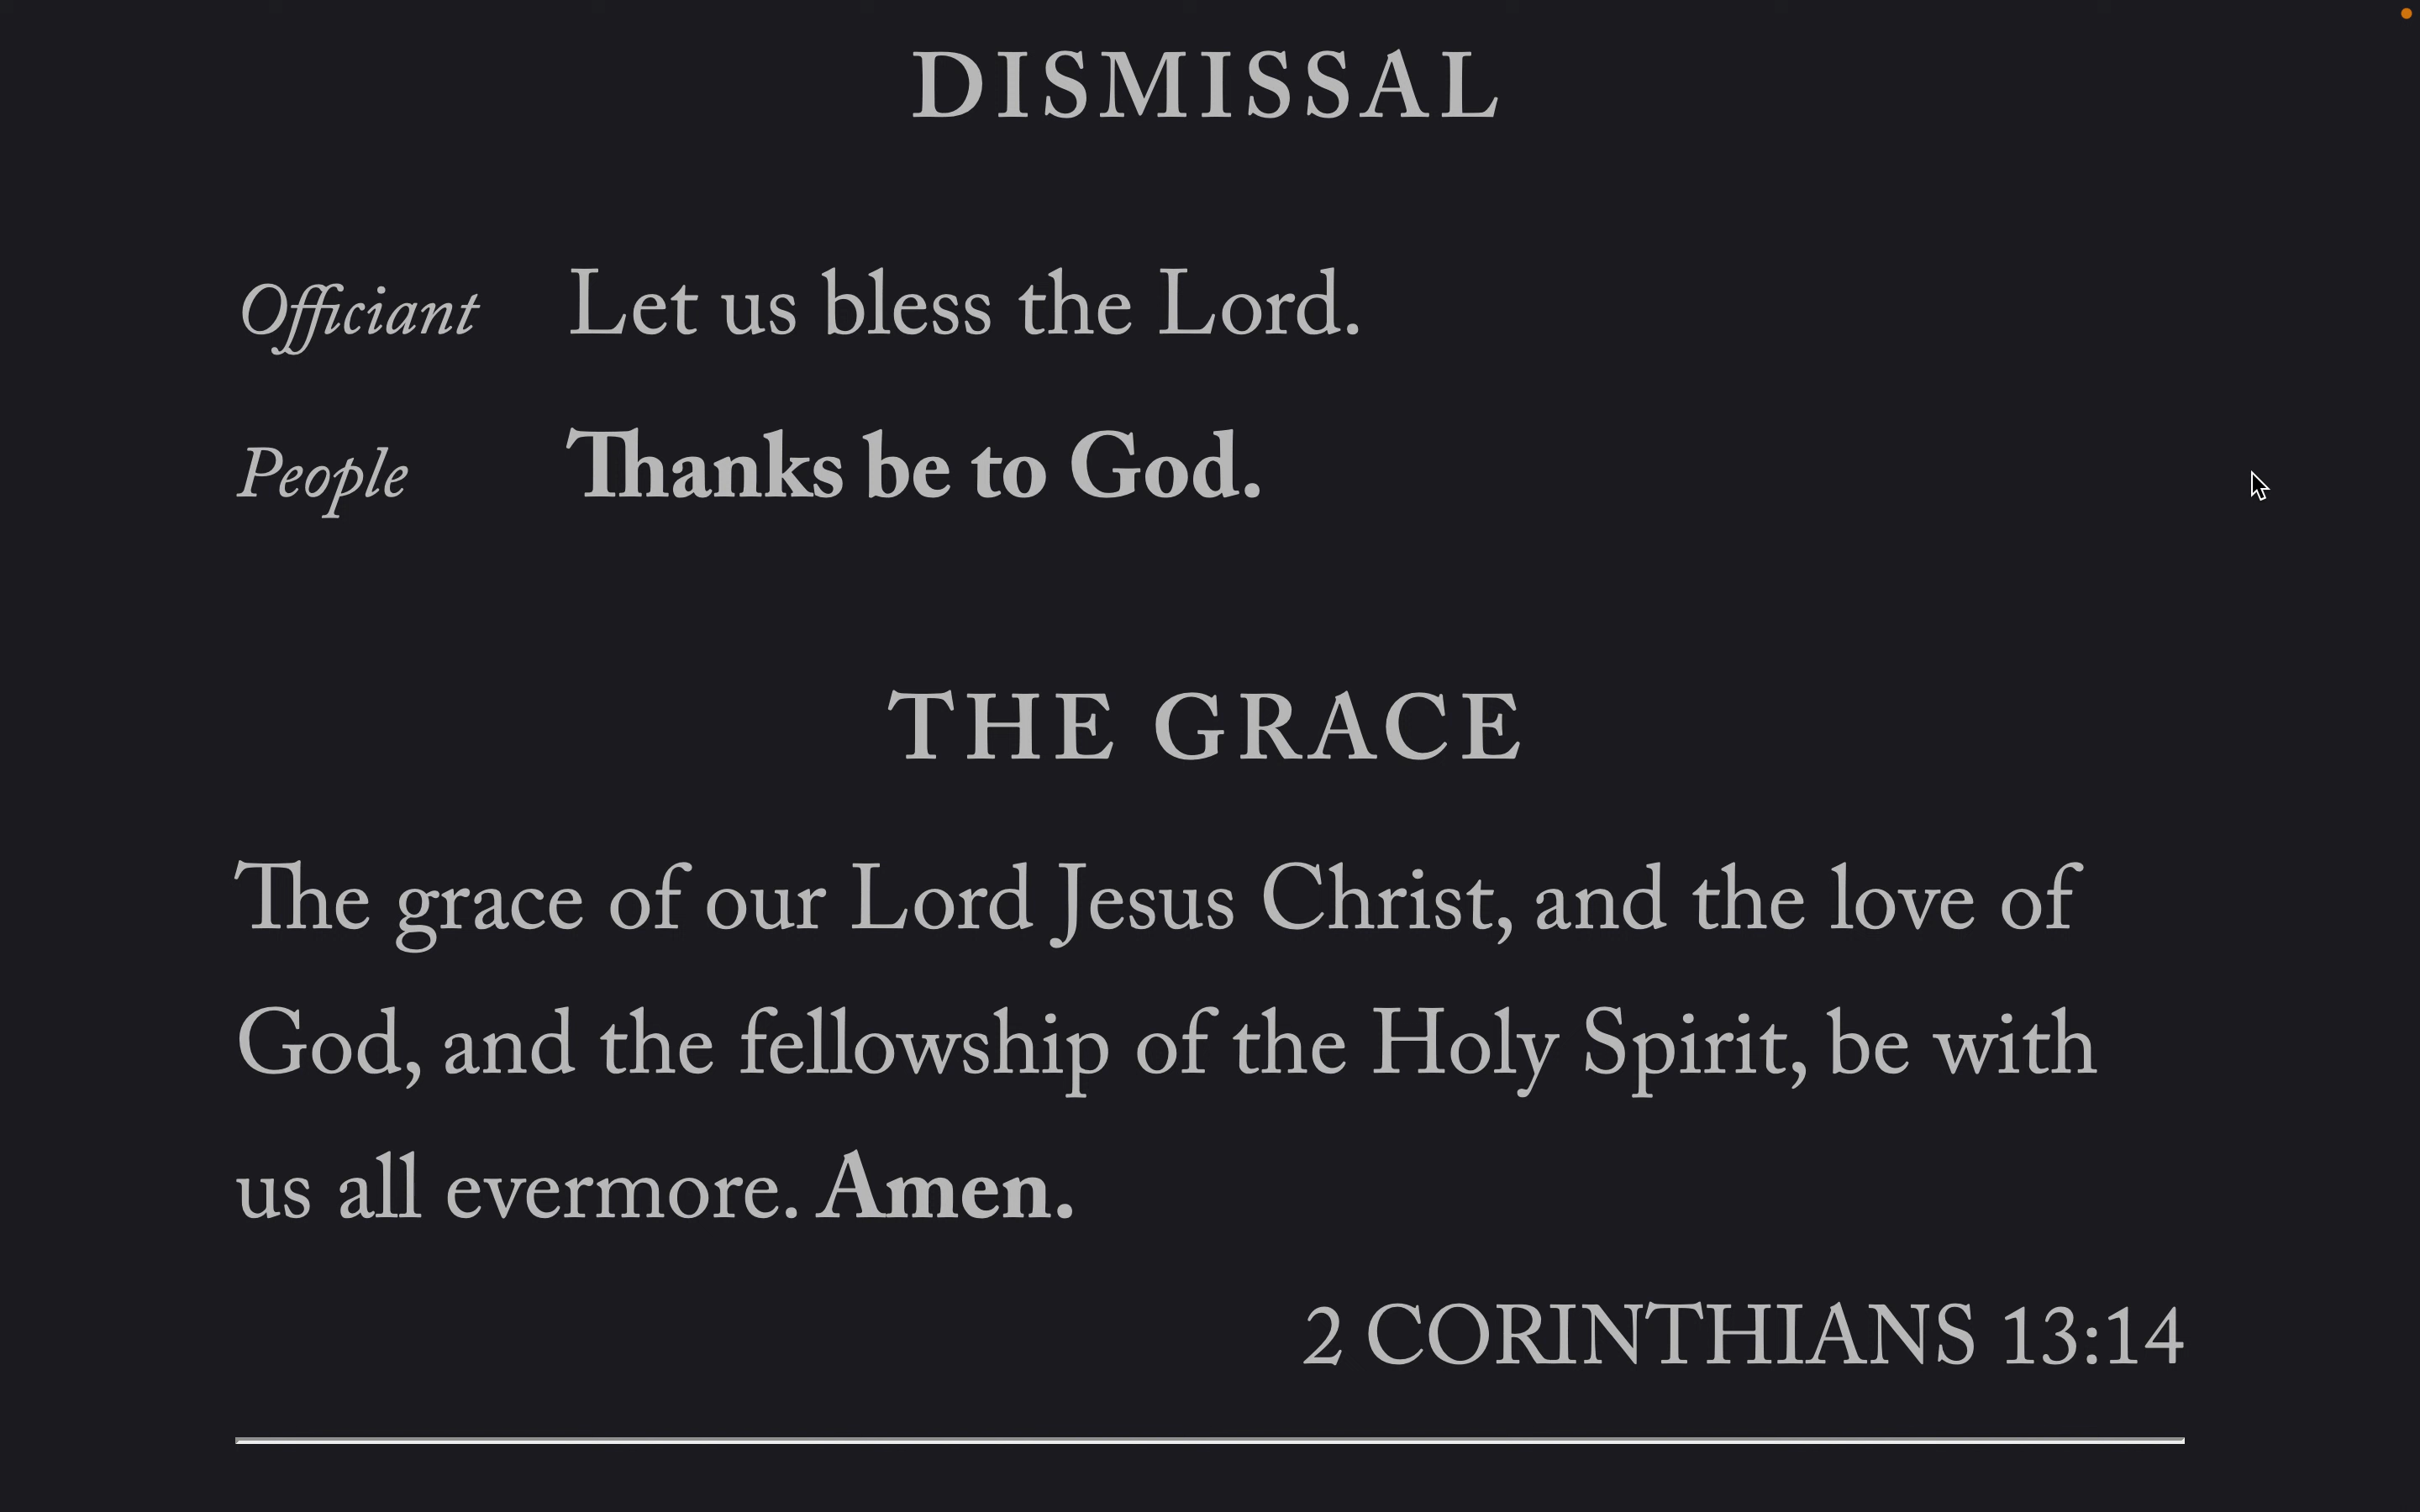 DISMISSAL
Officiant Let us bless the Lord.
People Thanks be to God.
THE GRACE
The grace of our Lord Jesus Christ, and the love of
God, and the fellowship of the Holy Spirit, be with
us all evermore. Amen.
2 CORINTHIANS 13:14